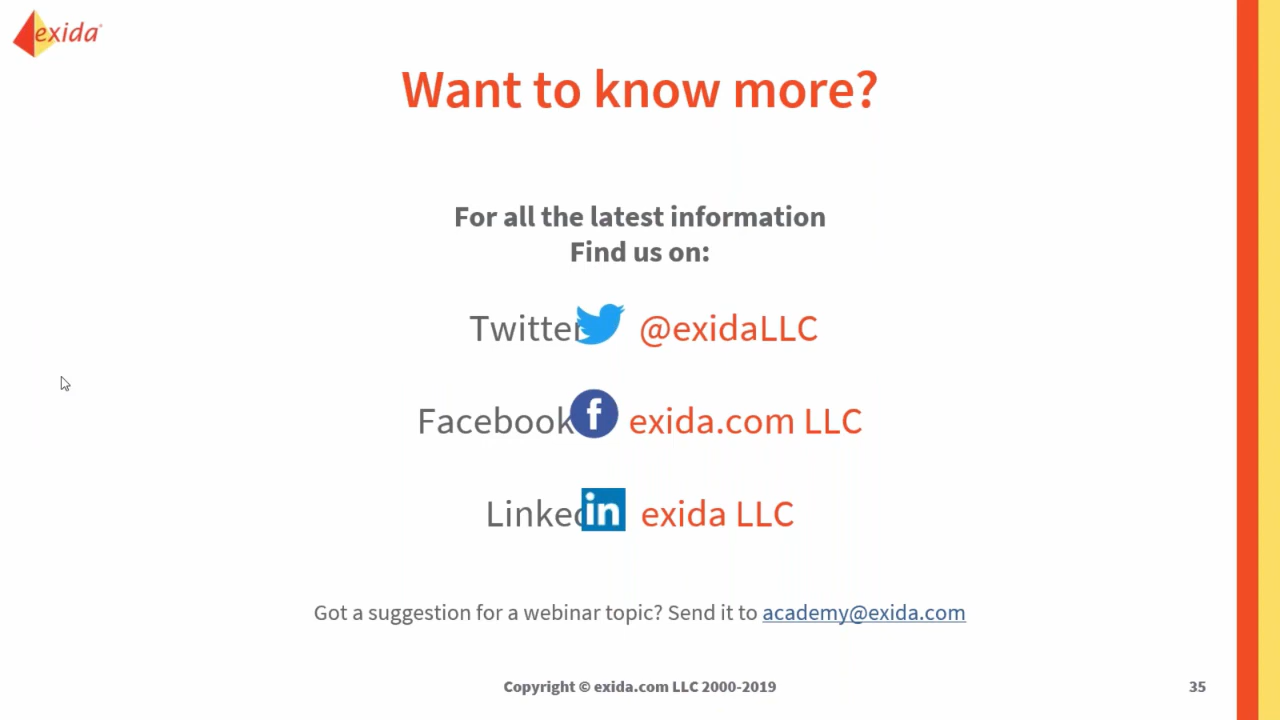 exida
Want to know more?
For all the latest information
Find us on:
Twitter @exidaLLC
Facebook f exida.com LLC
Linked in exida LLC
Got a suggestion for a webinar topic? Send it to academy@exida.com
Copyright © exida.com LLC 2000-2019
35